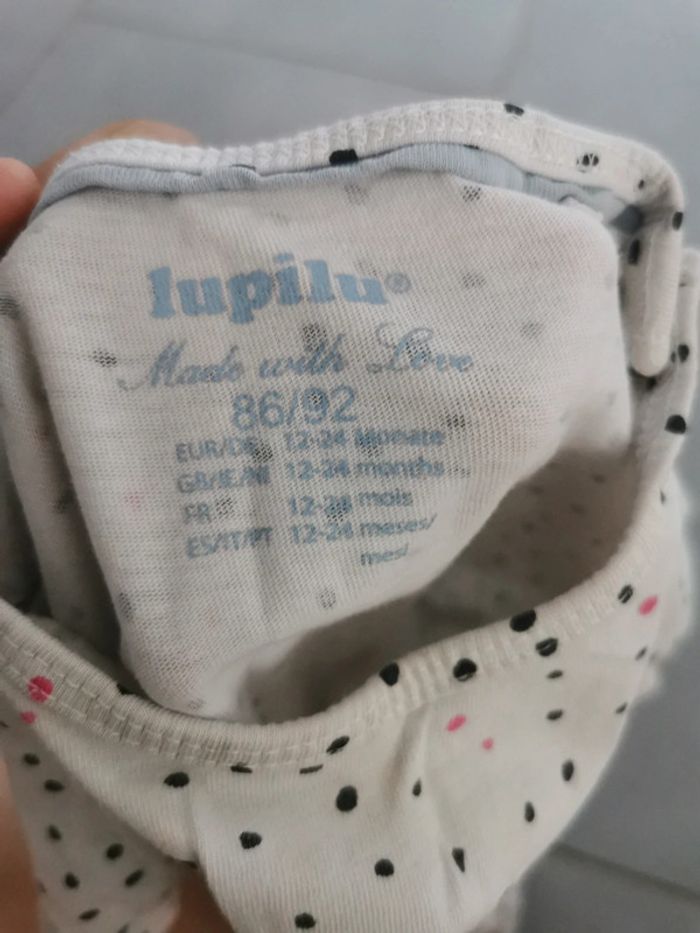 lupilu®
Made with Love
86/92
EUR/DE 12-24 Monate
GB/IE/NI 12-24 months
FR 12-24 mois
ES/IT/PT 12-24 meses/